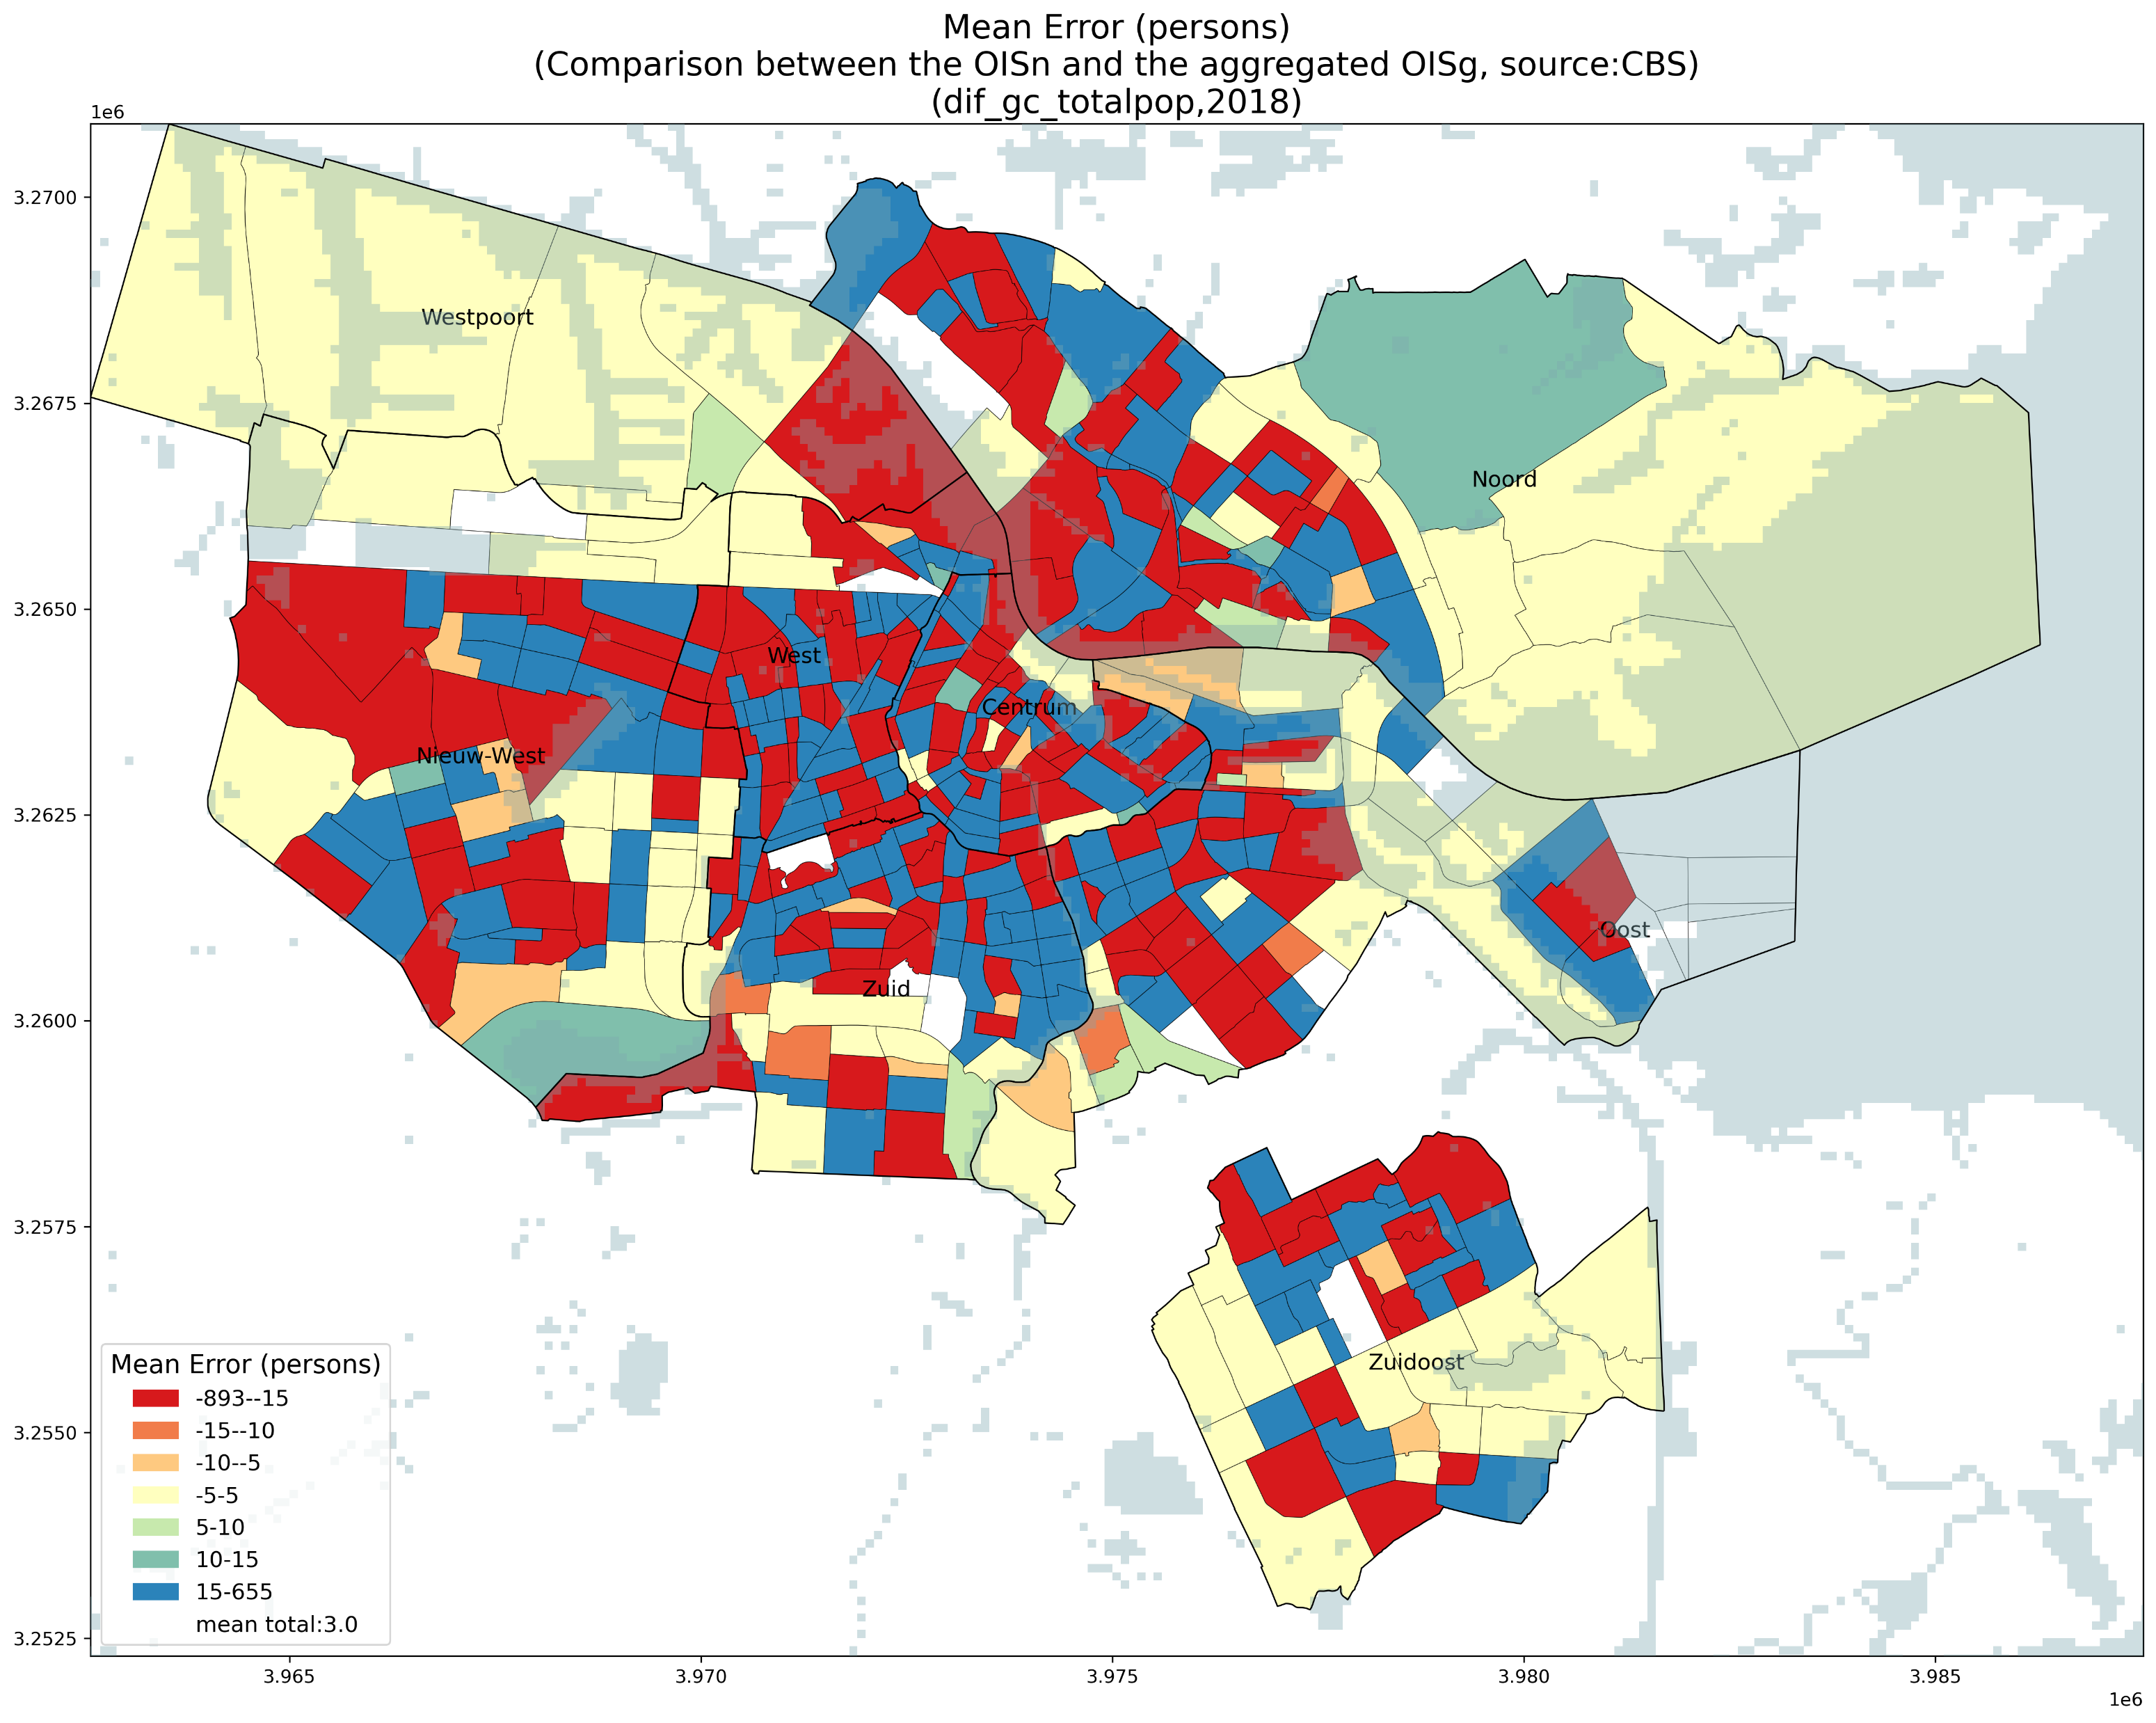 Mean Error (persons)
(Comparison between the OISn and the aggregated OISg, source:CBS)
(dif_gc_totalpop,2018)
1e6
3.2700
3.2675
3.2650
3.2625
3.2600
3.2575
3.2550
3.2525
Westpoort
Noord
West
Centrum
Nieuw-West
Oost
Zuid
Zuidoost
Mean Error (persons)
-893--15
-15--10
-10--5
-5-5
5-10
10-15
15-655
mean total:3.0
3.965
3.970
3.975
3.980
3.985
1e6